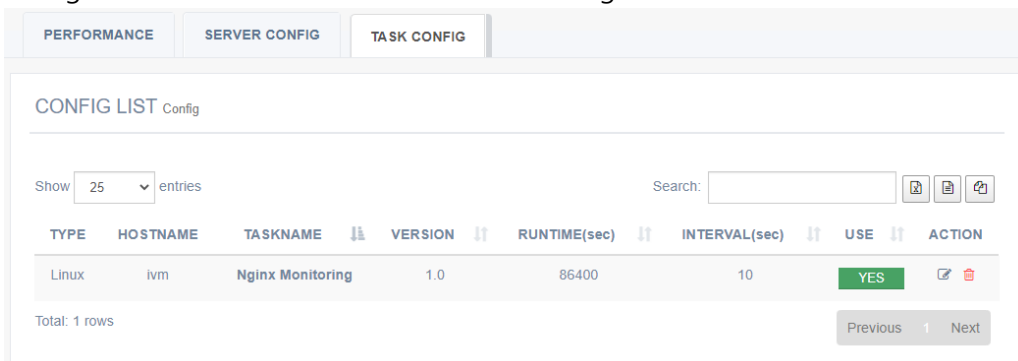 PERFORMANCE SERVER CONFIG TASK CONFIG
CONFIG LIST Config
Show 25 entries Search:
TYPE HOSTNAME TASKNAME VERSION RUNTIME(sec) INTERVAL(sec) USE ACTION
Linux ivm Nginx Monitoring 1.0 86400 10 YES
Total: 1 rows Previous 1 Next